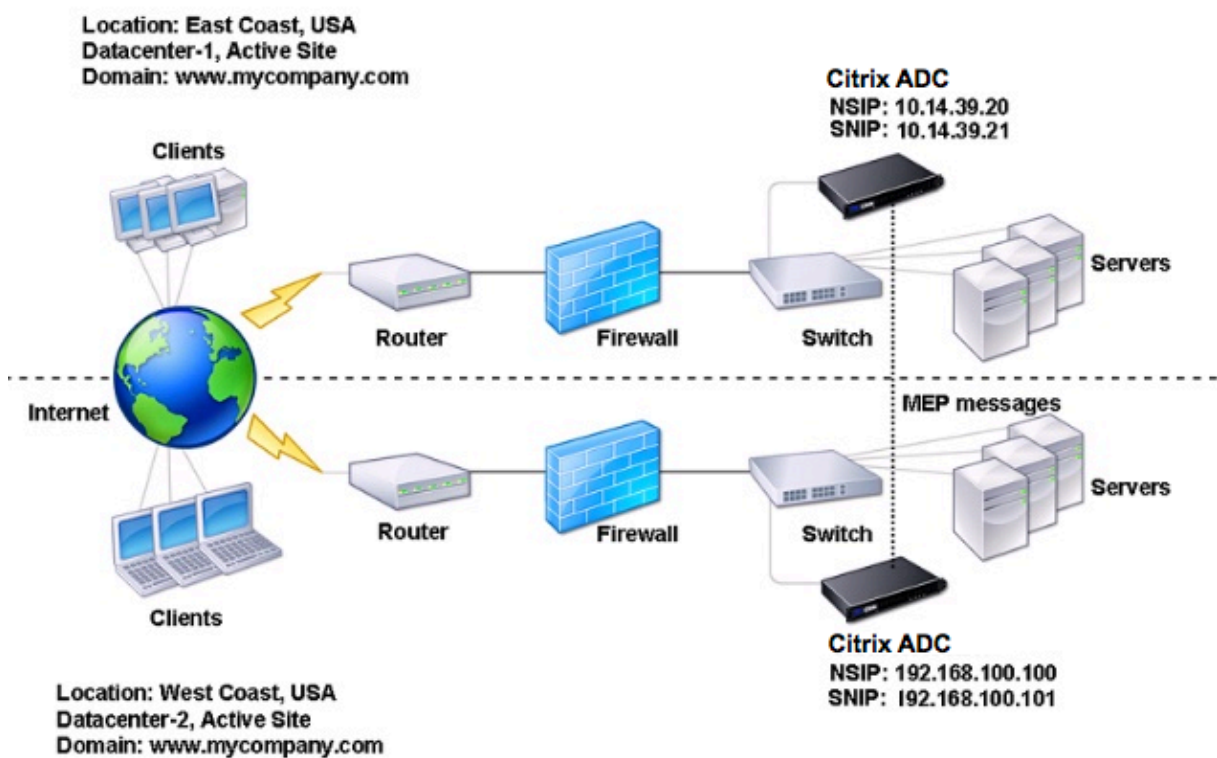 Location: East Coast, USA
Datacenter-1, Active Site
Domain: www.mycompany.com
Citrix ADC
NSIP: 10.14.39.20
SNIP: 10.14.39.21
Clients
Servers
Router
Firewall
Switch
Internet
MEP messages
Servers
Router
Firewall
Switch
Clients
Citrix ADC
NSIP: 192.168.100.100
SNIP: I92.168.100.101
Location: West Coast, USA
Datacenter-2, Active Site
Domain: www.mycompany.com